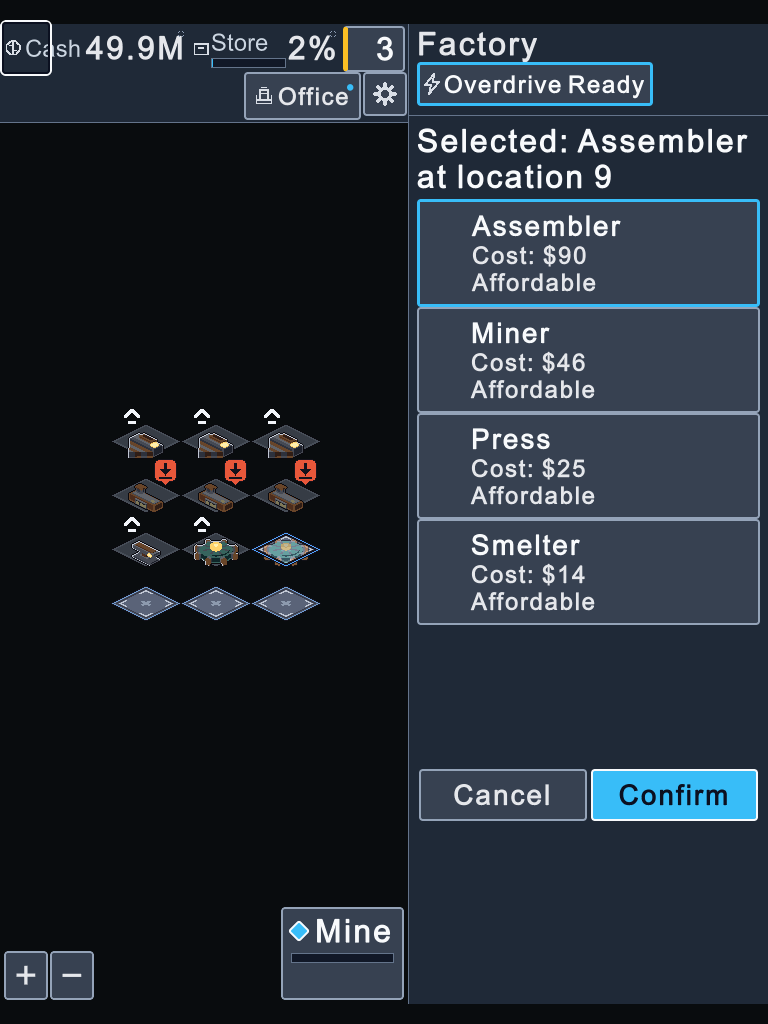 Cash 49.9M Store 2% 3
Office
Factory
Overdrive Ready
Selected: Assembler
at location 9
Assembler
Cost: $90
Affordable
Miner
Cost: $46
Affordable
Press
Cost: $25
Affordable
Smelter
Cost: $14
Affordable
Cancel Confirm
Mine
+ −